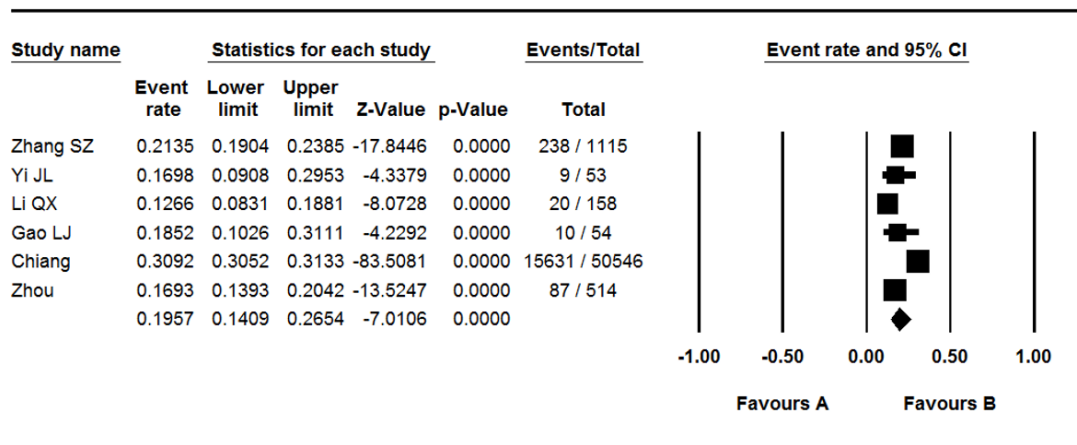 Study name Statistics for each study Events/Total Event rate and 95% CI
Event rate Lower limit Upper limit Z-Value p-Value Total
Zhang SZ 0.2135 0.1904 0.2385 -17.8446 0.0000 238 / 1115
Yi JL 0.1698 0.0908 0.2953 -4.3379 0.0000 9 / 53
Li QX 0.1266 0.0831 0.1881 -8.0728 0.0000 20 / 158
Gao LJ 0.1852 0.1026 0.3111 -4.2292 0.0000 10 / 54
Chiang 0.3092 0.3052 0.3133 -83.5081 0.0000 15631 / 50546
Zhou 0.1693 0.1393 0.2042 -13.5247 0.0000 87 / 514
0.1957 0.1409 0.2654 -7.0106 0.0000
-1.00 -0.50 0.00 0.50 1.00
Favours A Favours B